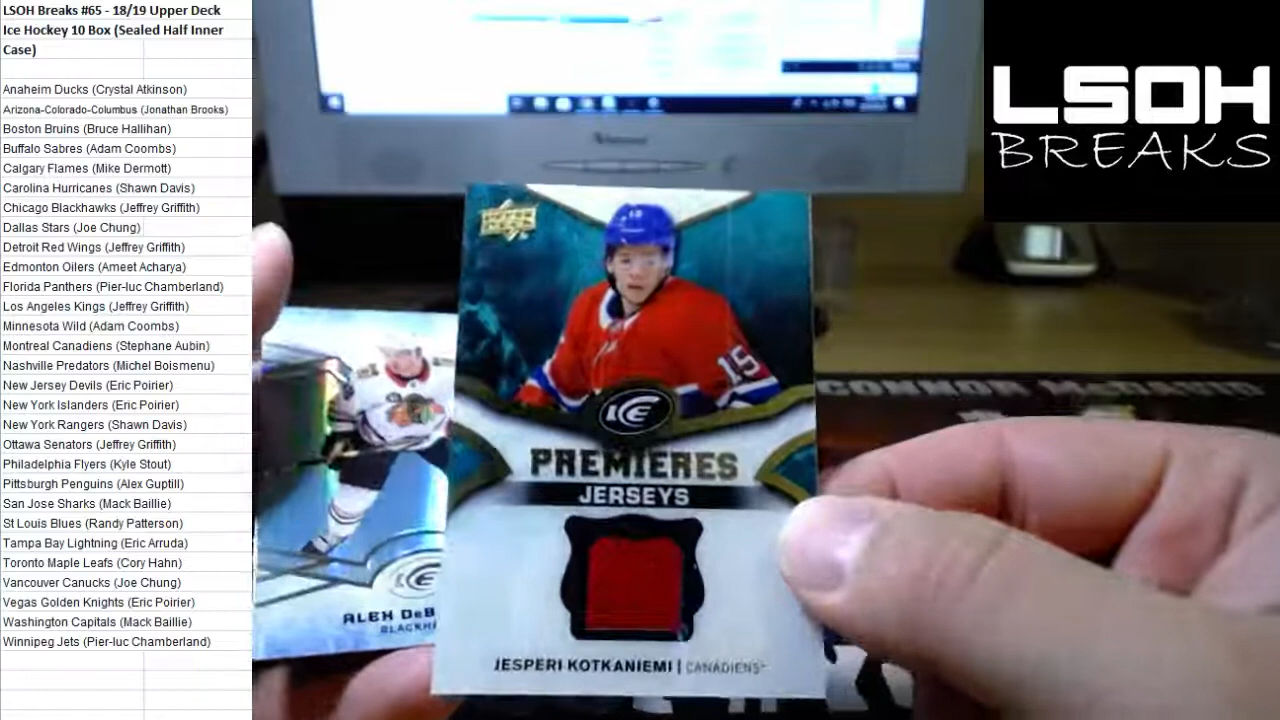 LSOH Breaks #65 - 18/19 Upper Deck
Ice Hockey 10 Box (Sealed Half Inner
Case)
Anaheim Ducks (Crystal Atkinson)
Arizona-Colorado-Columbus (Jonathan Brooks)
Boston Bruins (Bruce Hallihan)
Buffalo Sabres (Adam Coombs)
Calgary Flames (Mike Dermott)
Carolina Hurricanes (Shawn Davis)
Chicago Blackhawks (Jeffrey Griffith)
Dallas Stars (Joe Chung)
Detroit Red Wings (Jeffrey Griffith)
Edmonton Oilers (Ameet Acharya)
Florida Panthers (Pier-luc Chamberland)
Los Angeles Kings (Jeffrey Griffith)
Minnesota Wild (Adam Coombs)
Montreal Canadiens (Stephane Aubin)
Nashville Predators (Michel Boismenu)
New Jersey Devils (Eric Poirier)
New York Islanders (Eric Poirier)
New York Rangers (Shawn Davis)
Ottawa Senators (Jeffrey Griffith)
Philadelphia Flyers (Kyle Stout)
Pittsburgh Penguins (Alex Guptill)
San Jose Sharks (Mack Baillie)
St Louis Blues (Randy Patterson)
Tampa Bay Lightning (Eric Arruda)
Toronto Maple Leafs (Cory Hahn)
Vancouver Canucks (Joe Chung)
Vegas Golden Knights (Eric Poirier)
Washington Capitals (Mack Baillie)
Winnipeg Jets (Pier-luc Chamberland)
LSOH
BREAKS
UPPER DECK
15
15
ICE
PREMIERES
JERSEYS
JESPERI KOTKANIEMI | CANADIENS
ALEX DEB
BLACKH
CONNOR McDAVID